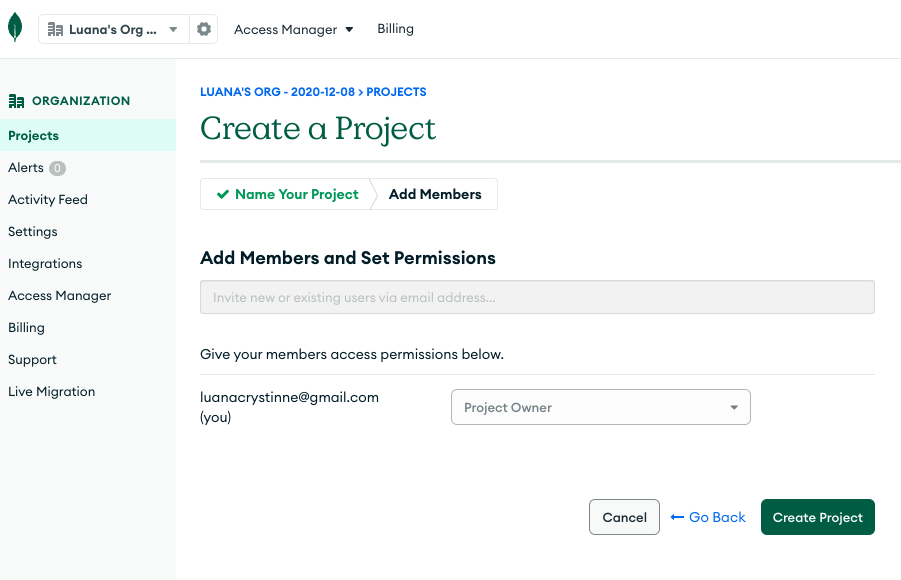 Luana's Org ...
Access Manager
Billing
ORGANIZATION
Projects
Alerts 0
Activity Feed
Settings
Integrations
Access Manager
Billing
Support
Live Migration
LUANA'S ORG - 2020-12-08 > PROJECTS
Create a Project
Name Your Project
Add Members
Add Members and Set Permissions
Invite new or existing users via email address...
Give your members access permissions below.
luanacrystinne@gmail.com
(you)
Project Owner
Cancel
Go Back
Create Project